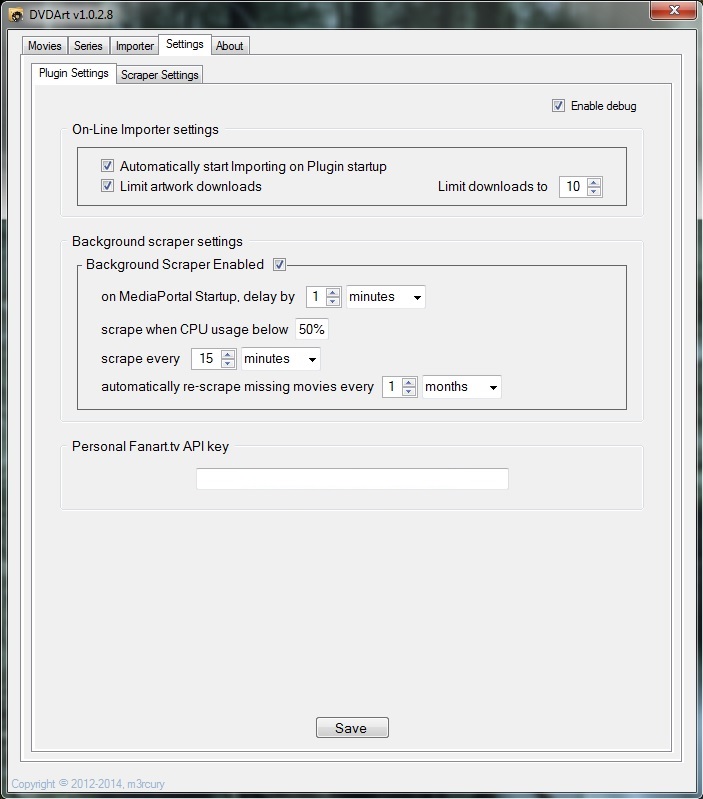 DVDArt v1.0.2.8
Movies Series Importer Settings About
Plugin Settings Scraper Settings
Enable debug
On-Line Importer settings
Automatically start Importing on Plugin startup
Limit artwork downloads Limit downloads to 10
Background scraper settings
Background Scraper Enabled
on MediaPortal Startup, delay by 1 minutes
scrape when CPU usage below 50%
scrape every 15 minutes
automatically re-scrape missing movies every 1 months
Personal Fanart.tv API key
Save
Copyright © 2012-2014, m3rcury